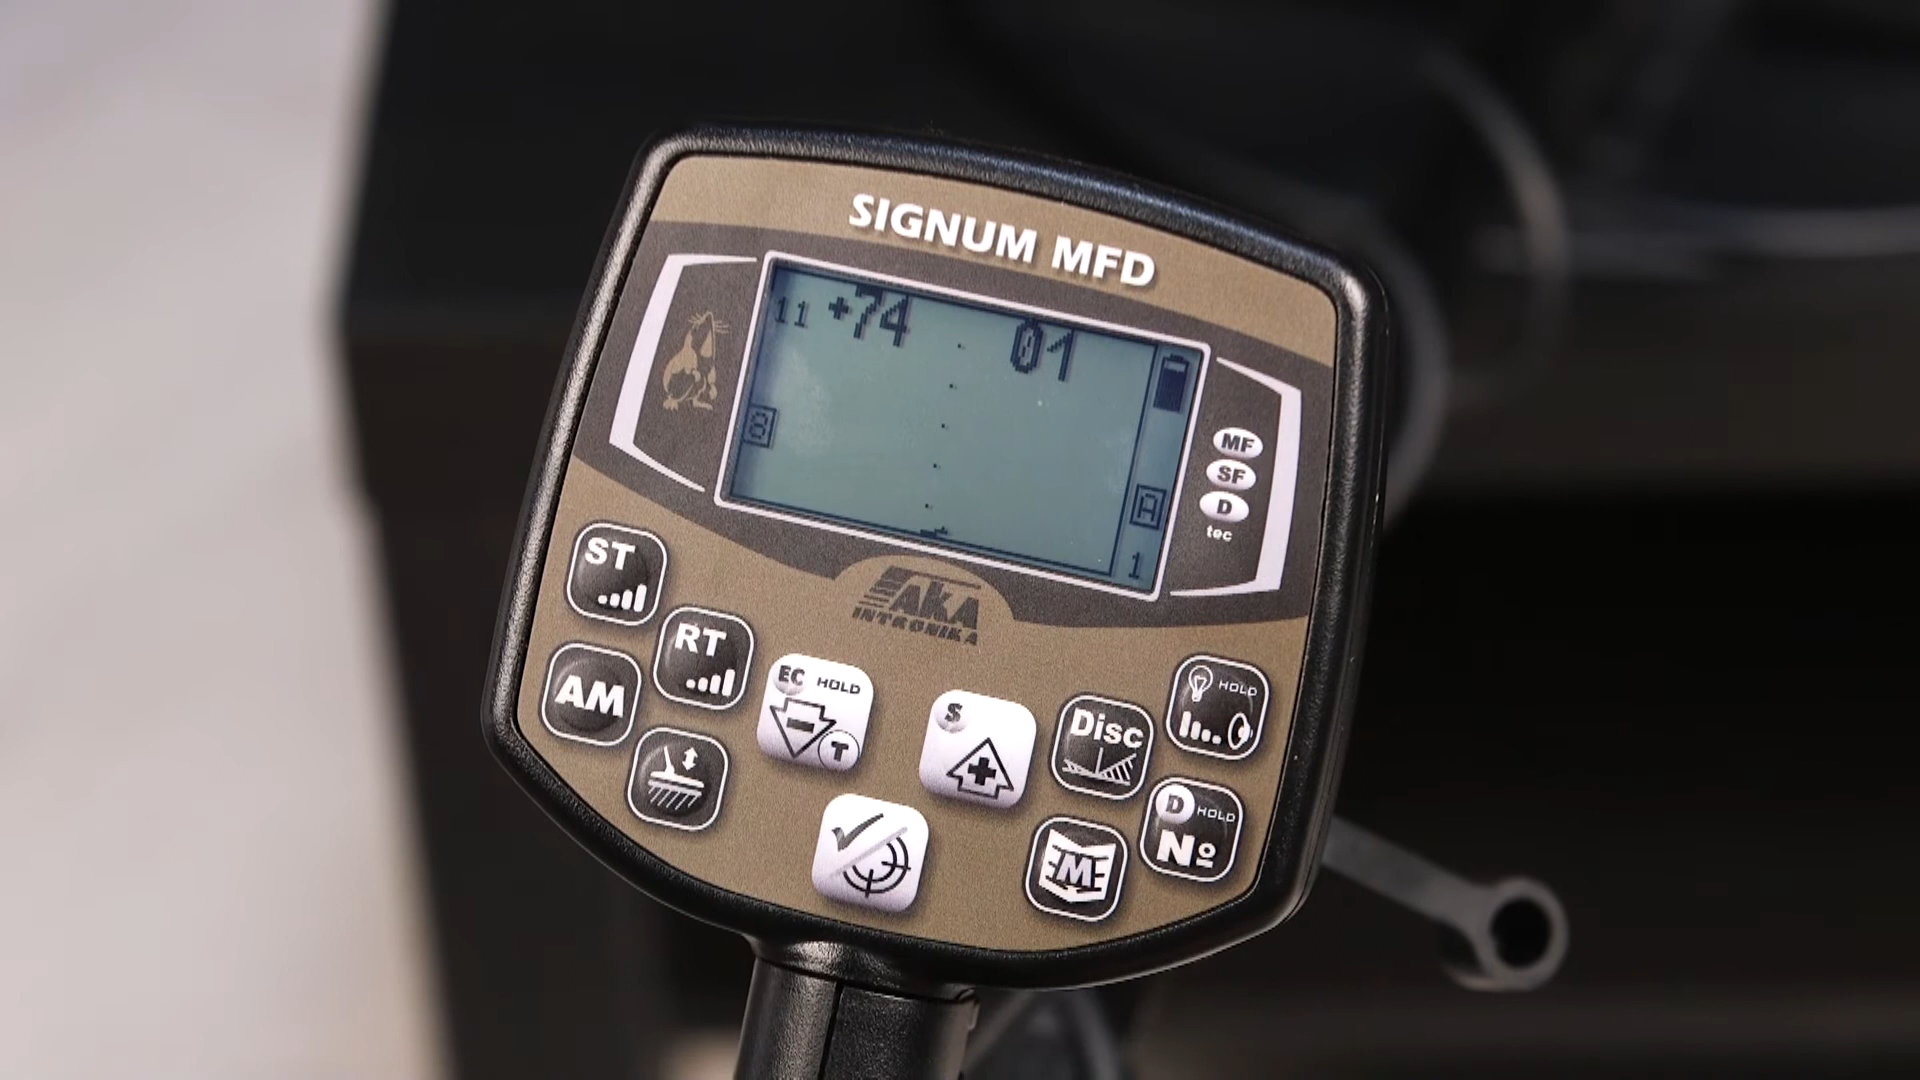 SIGNUM MFD
11 +74 01
8
A
1
MF
SF
D
tec
AKA
INTRONIKA
ST
RT
AM
EC HOLD
T
S
Disc
HOLD
D HOLD
№
M